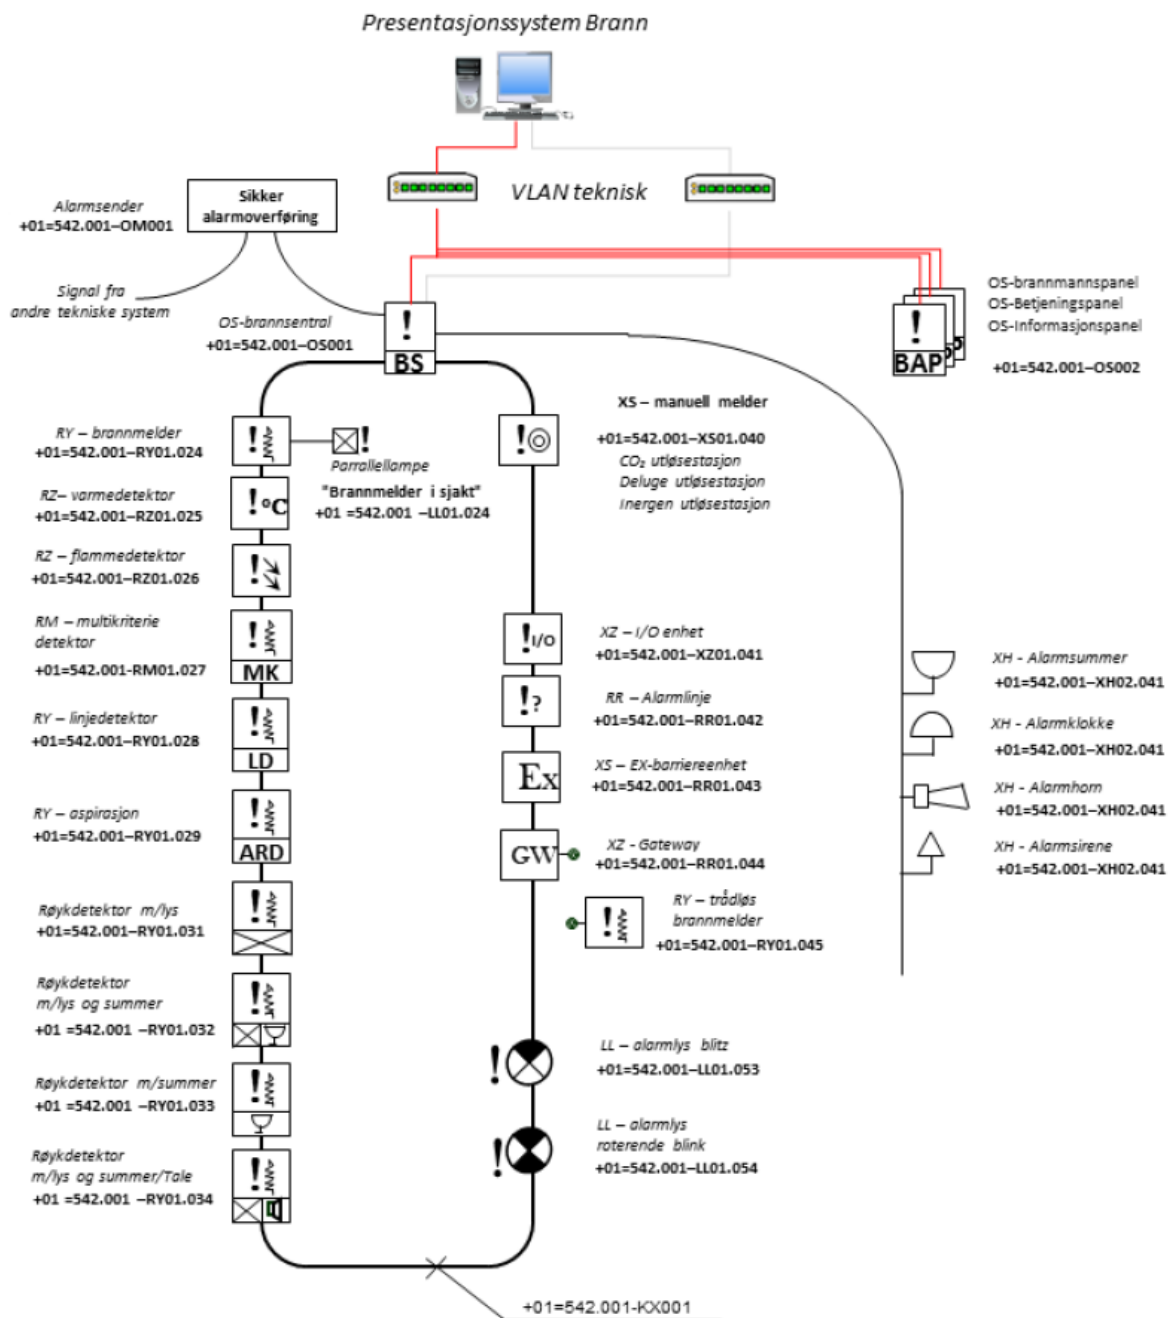 Presentasjonssystem Brann
VLAN teknisk
Sikker
alarmoverføring
Alarmsender
+01=542.001–OM001
Signal fra
andre tekniske system
OS-brannsentral
+01=542.001–OS001
!
BS
OS-brannmannspanel
OS-Betjeningspanel
OS-Informasjonspanel
+01=542.001–OS002
!
BAP
RY – brannmelder
+01=542.001–RY01.024
!
!
Parrallellampe
"Brannmelder i sjakt"
+01 =542.001 –LL01.024
RZ– varmedetektor
+01=542.001–RZ01.025
! °C
RZ – flammedetektor
+01=542.001–RZ01.026
!
RM – multikriterie
detektor
+01=542.001-RM01.027
!
MK
RY – linjedetektor
+01=542.001–RY01.028
!
LD
RY – aspirasjon
+01=542.001–RY01.029
!
ARD
Røykdetektor m/lys
+01=542.001–RY01.031
!
Røykdetektor
m/lys og summer
+01 =542.001 –RY01.032
!
Røykdetektor m/summer
+01 =542.001 –RY01.033
!
Røykdetektor
m/lys og summer/Tale
+01 =542.001 –RY01.034
!
!
XS – manuell melder
+01=542.001–XS01.040
CO₂ utløsestasjon
Deluge utløsestasjon
Inergen utløsestasjon
! I/O
XZ – I/O enhet
+01=542.001–XZ01.041
! ?
RR – Alarmlinje
+01=542.001–RR01.042
Ex
XS – EX-barriereenhet
+01=542.001–RR01.043
GW
XZ - Gateway
+01=542.001–RR01.044
!
RY – trådløs
brannmelder
+01=542.001–RY01.045
!
LL – alarmlys blitz
+01=542.001–LL01.053
!
LL – alarmlys
roterende blink
+01=542.001–LL01.054
XH - Alarmsummer
+01=542.001–XH02.041
XH - Alarmklokke
+01=542.001–XH02.041
XH - Alarmhorn
+01=542.001–XH02.041
XH - Alarmsirene
+01=542.001–XH02.041
+01=542.001-KX001